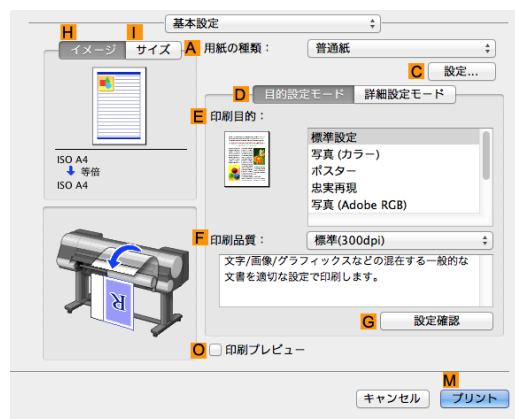 基本設定
H I
イメージ サイズ A 用紙の種類： 普通紙
C 設定...
D 目的設定モード 詳細設定モード
E 印刷目的：
標準設定
写真 (カラー)
ポスター
忠実再現
写真 (Adobe RGB)
ISO A4
等倍
ISO A4
F 印刷品質： 標準(300dpi)
文字/画像/グラフィックスなどの混在する一般的な
文書を適切な設定で印刷します。
R
G 設定確認
O 印刷プレビュー
M
キャンセル プリント